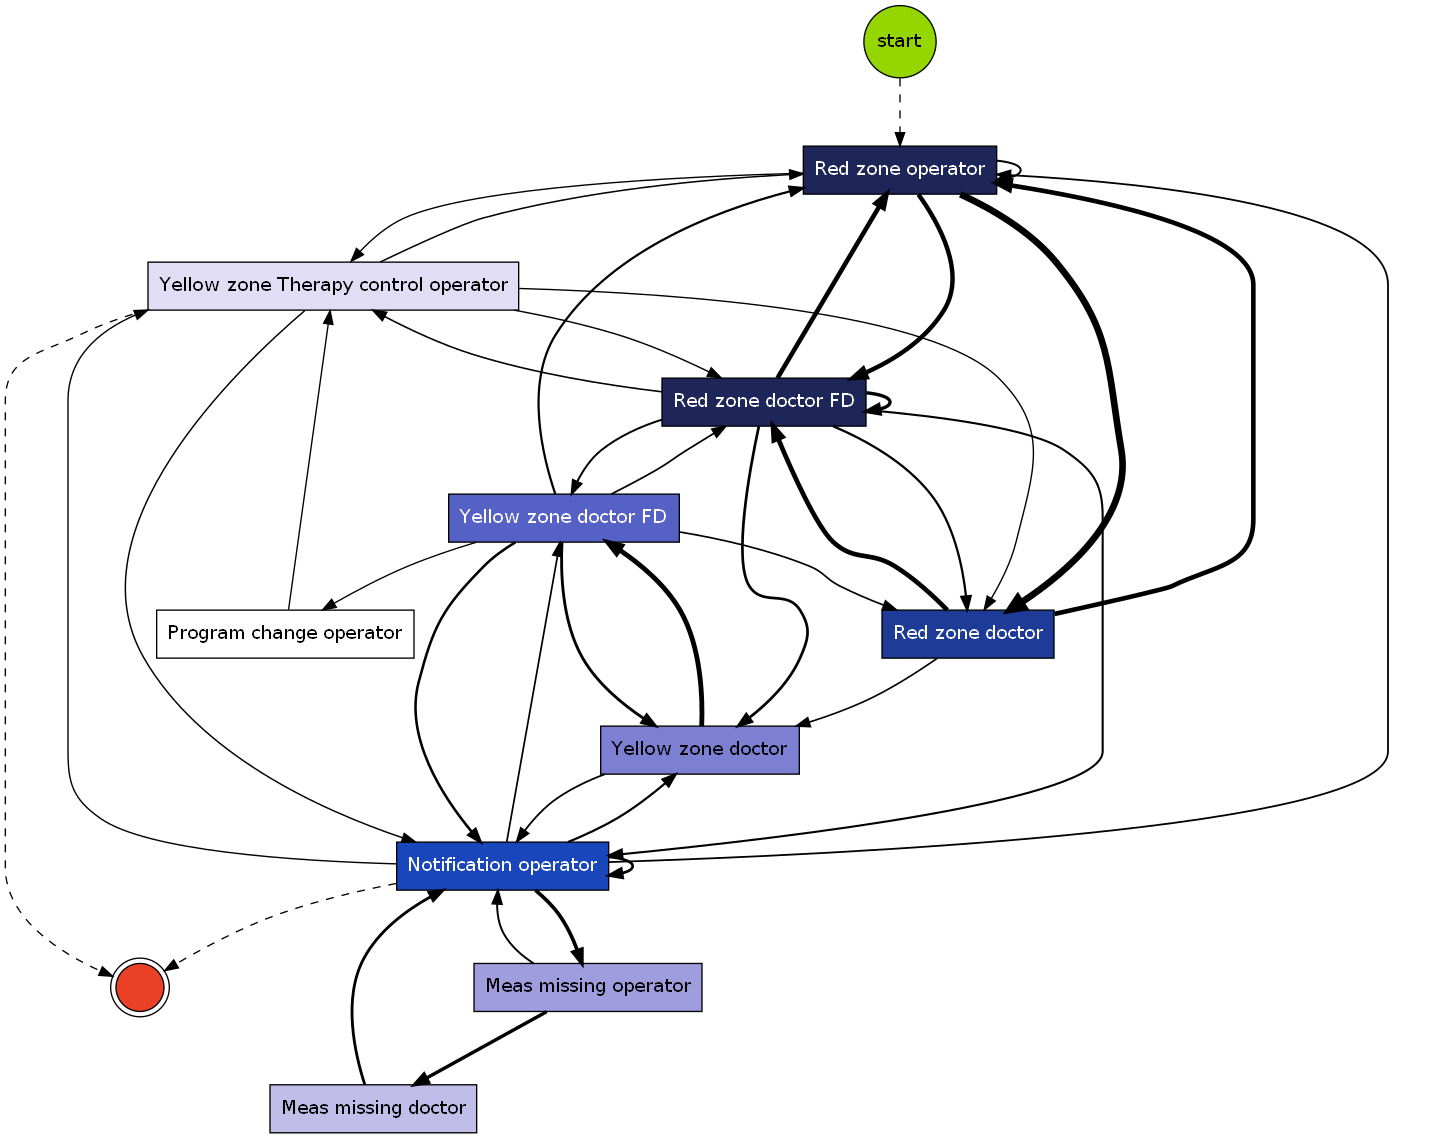 start
Red zone operator
Yellow zone Therapy control operator
Red zone doctor FD
Yellow zone doctor FD
Program change operator
Red zone doctor
Yellow zone doctor
Notification operator
Meas missing operator
Meas missing doctor